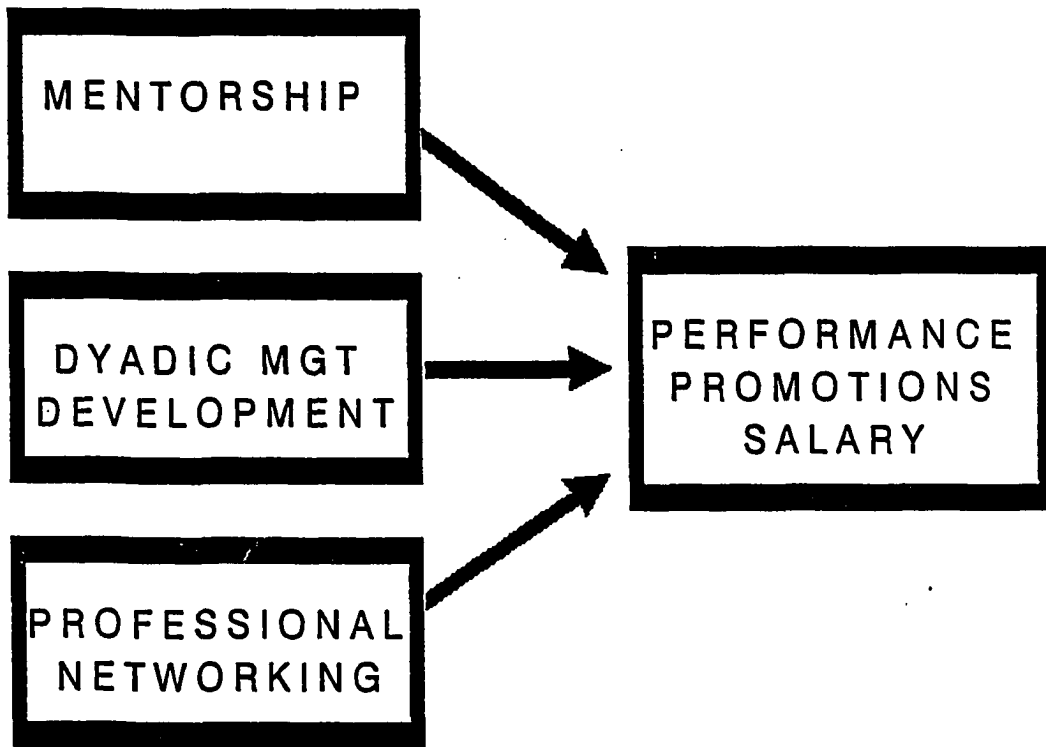 MENTORSHIP
DYADIC MGT
DEVELOPMENT
PROFESSIONAL
NETWORKING
PERFORMANCE
PROMOTIONS
SALARY